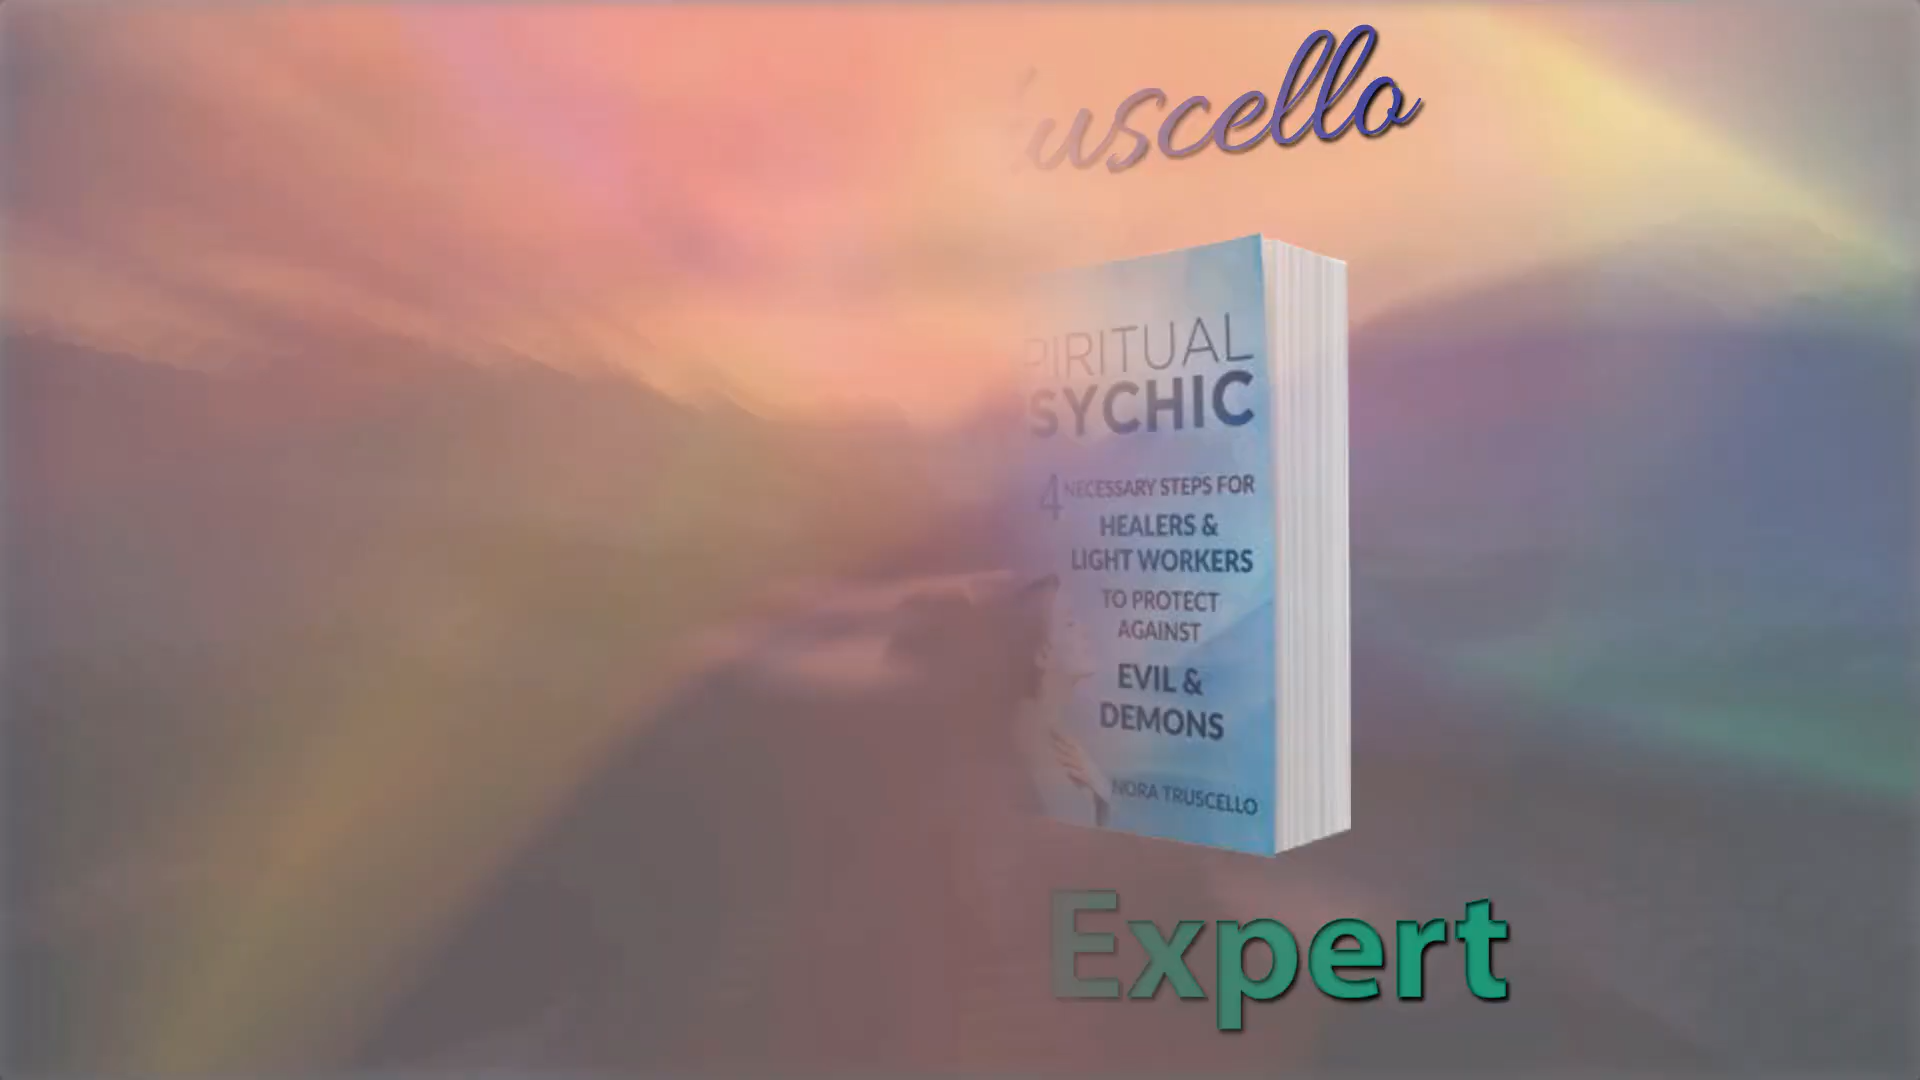 uscello
PIRITUAL
SYCHIC
4 NECESSARY STEPS FOR
HEALERS &
LIGHT WORKERS
TO PROTECT
AGAINST
EVIL &
DEMONS
NORA TRUSCELLO
Expert